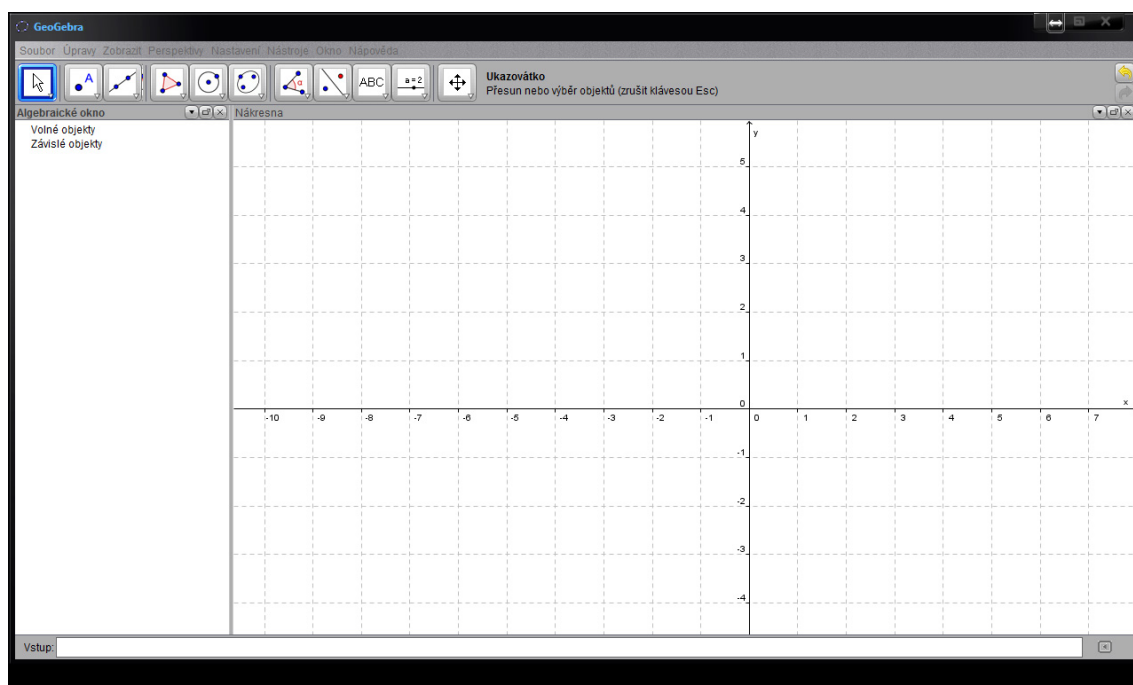 GeoGebra
Soubor Úpravy Zobrazit Perspektivy Nastavení Nástroje Okno Nápověda
A
α
ABC
a=2
Ukazovátko
Přesun nebo výběr objektů (zrušit klávesou Esc)
Algebraické okno
Nákresna
Volné objekty
Závislé objekty
y
5
4
3
2
1
0
x
-10 -9 -8 -7 -6 -5 -4 -3 -2 -1 0 1 2 3 4 5 6 7
-1
-2
-3
-4
Vstup: